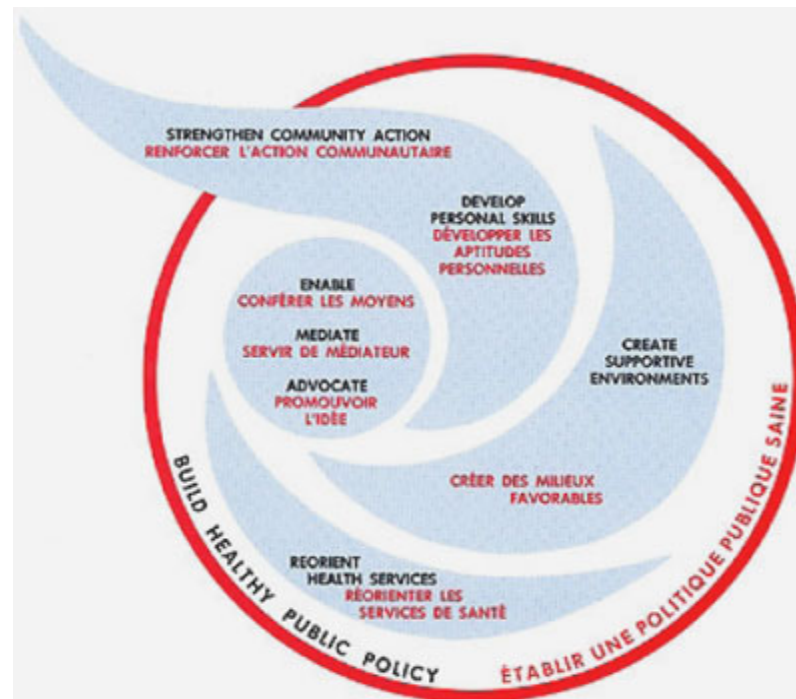 STRENGTHEN COMMUNITY ACTION
RENFORCER L'ACTION COMMUNAUTAIRE
DEVELOP
PERSONAL SKILLS
DÉVELOPPER LES
APTITUDES
PERSONNELLES
ENABLE
CONFÉRER LES MOYENS
MEDIATE
SERVIR DE MÉDIATEUR
ADVOCATE
PROMOUVOIR
L'IDÉE
CREATE
SUPPORTIVE
ENVIRONMENTS
CRÉER DES MILIEUX
FAVORABLES
REORIENT
HEALTH SERVICES
RÉORIENTER LES
SERVICES DE SANTÉ
BUILD HEALTHY PUBLIC POLICY
ÉTABLIR UNE POLITIQUE PUBLIQUE SAINE